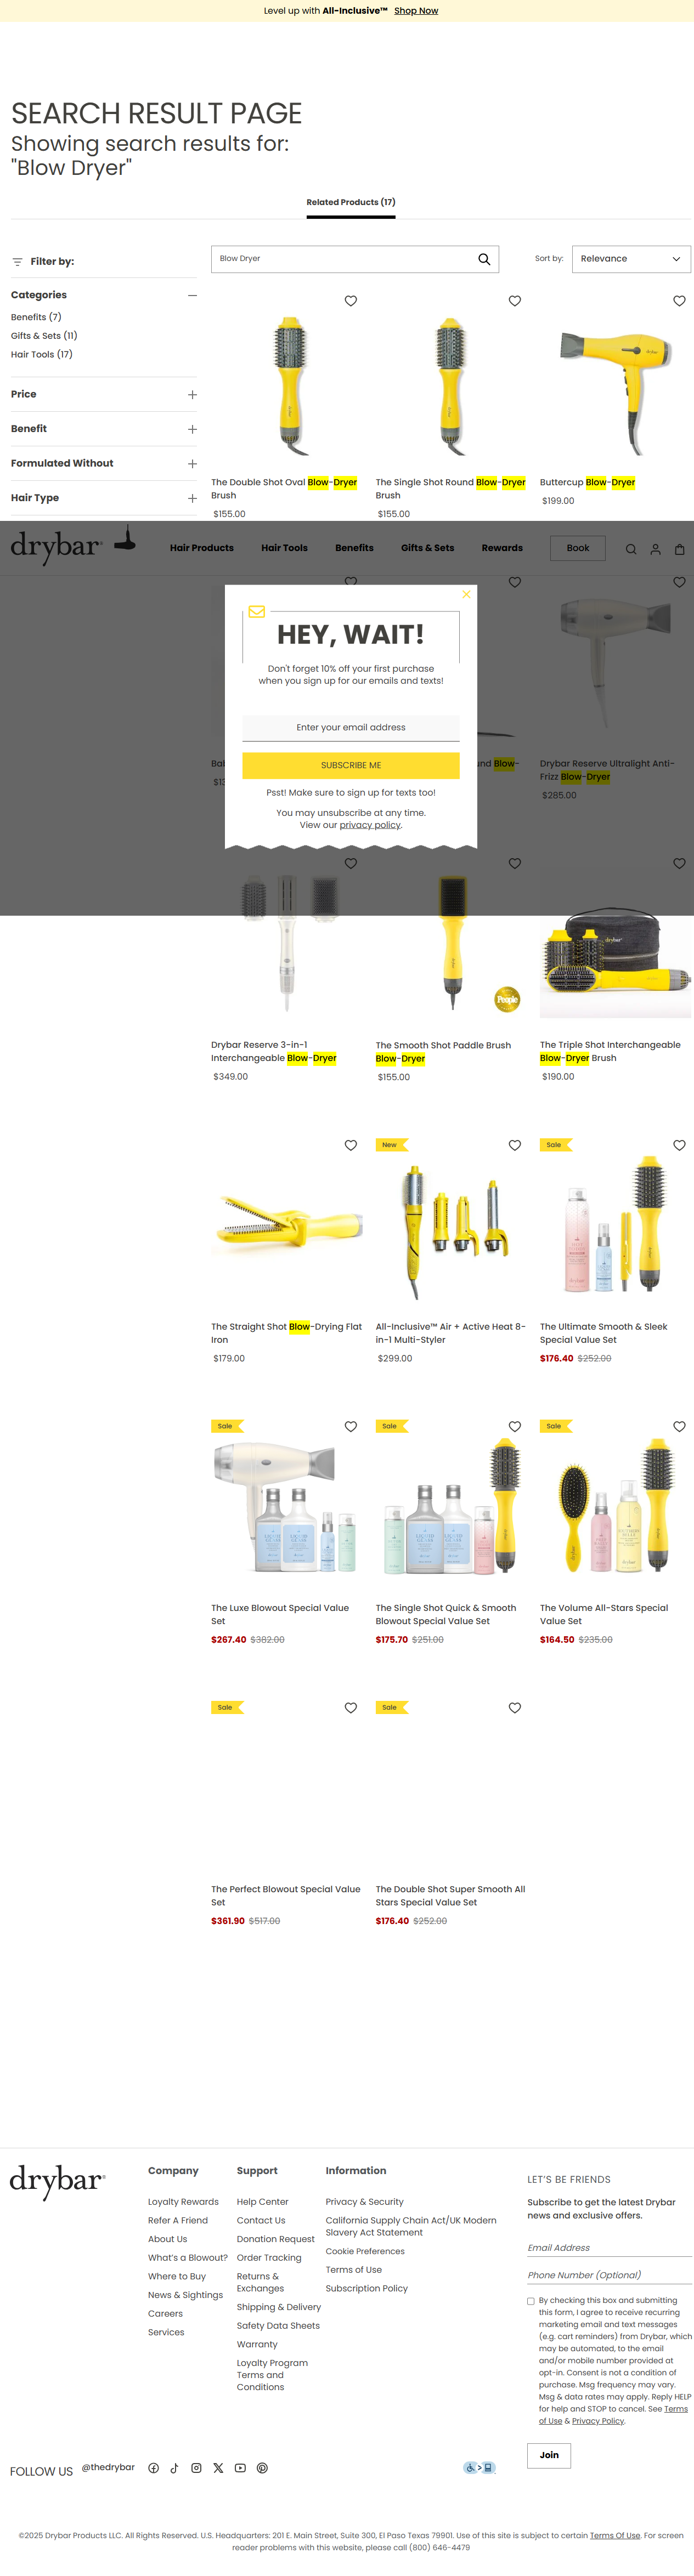 Level up with All-Inclusive™ Shop Now
SEARCH RESULT PAGE
Showing search results for:
"Blow Dryer"
Related Products (17)
Filter by:
Categories
Benefits (7)
Gifts & Sets (11)
Hair Tools (17)
Price
Benefit
Formulated Without
Hair Type
Blow Dryer
Sort by:
Relevance
The Double Shot Oval Blow-Dryer
Brush
$155.00
The Single Shot Round Blow-Dryer
Brush
$155.00
Buttercup Blow-Dryer
$199.00
drybar
Hair Products
Hair Tools
Benefits
Gifts & Sets
Rewards
Book
HEY, WAIT!
Don't forget 10% off your first purchase
when you sign up for our emails and texts!
Enter your email address
SUBSCRIBE ME
Psst! Make sure to sign up for texts too!
You may unsubscribe at any time.
View our privacy policy.
Blow-
Drybar Reserve Ultralight Anti-
Frizz Blow-Dryer
$285.00
Drybar Reserve 3-in-1
Interchangeable Blow-Dryer
$349.00
People
The Smooth Shot Paddle Brush
Blow-Dryer
$155.00
drybar
The Triple Shot Interchangeable
Blow-Dryer Brush
$190.00
The Straight Shot Blow-Drying Flat
Iron
$179.00
New
All-Inclusive™ Air + Active Heat 8-
in-1 Multi-Styler
$299.00
Sale
The Ultimate Smooth & Sleek
Special Value Set
$176.40 $252.00
Sale
The Luxe Blowout Special Value
Set
$267.40 $382.00
Sale
The Single Shot Quick & Smooth
Blowout Special Value Set
$175.70 $251.00
Sale
The Volume All-Stars Special
Value Set
$164.50 $235.00
Sale
The Perfect Blowout Special Value
Set
$361.90 $517.00
Sale
The Double Shot Super Smooth All
Stars Special Value Set
$176.40 $252.00
drybar
Company
Loyalty Rewards
Refer A Friend
About Us
What's a Blowout?
Where to Buy
News & Sightings
Careers
Services
Support
Help Center
Contact Us
Donation Request
Order Tracking
Returns &
Exchanges
Shipping & Delivery
Safety Data Sheets
Warranty
Loyalty Program
Terms and
Conditions
Information
Privacy & Security
California Supply Chain Act/UK Modern
Slavery Act Statement
Cookie Preferences
Terms of Use
Subscription Policy
LET'S BE FRIENDS
Subscribe to get the latest Drybar
news and exclusive offers.
Email Address
Phone Number (Optional)
By checking this box and submitting
this form, I agree to receive recurring
marketing email and text messages
(e.g. cart reminders) from Drybar, which
may be automated, to the email
and/or mobile number provided at
opt-in. Consent is not a condition of
purchase. Msg frequency may vary.
Msg & data rates may apply. Reply HELP
for help and STOP to cancel. See Terms
of Use & Privacy Policy.
Join
FOLLOW US @thedrybar
©2025 Drybar Products LLC. All Rights Reserved. U.S. Headquarters: 201 E. Main Street, Suite 300, El Paso Texas 79901. Use of this site is subject to certain Terms Of Use. For screen
reader problems with this website, please call (800) 646-4479